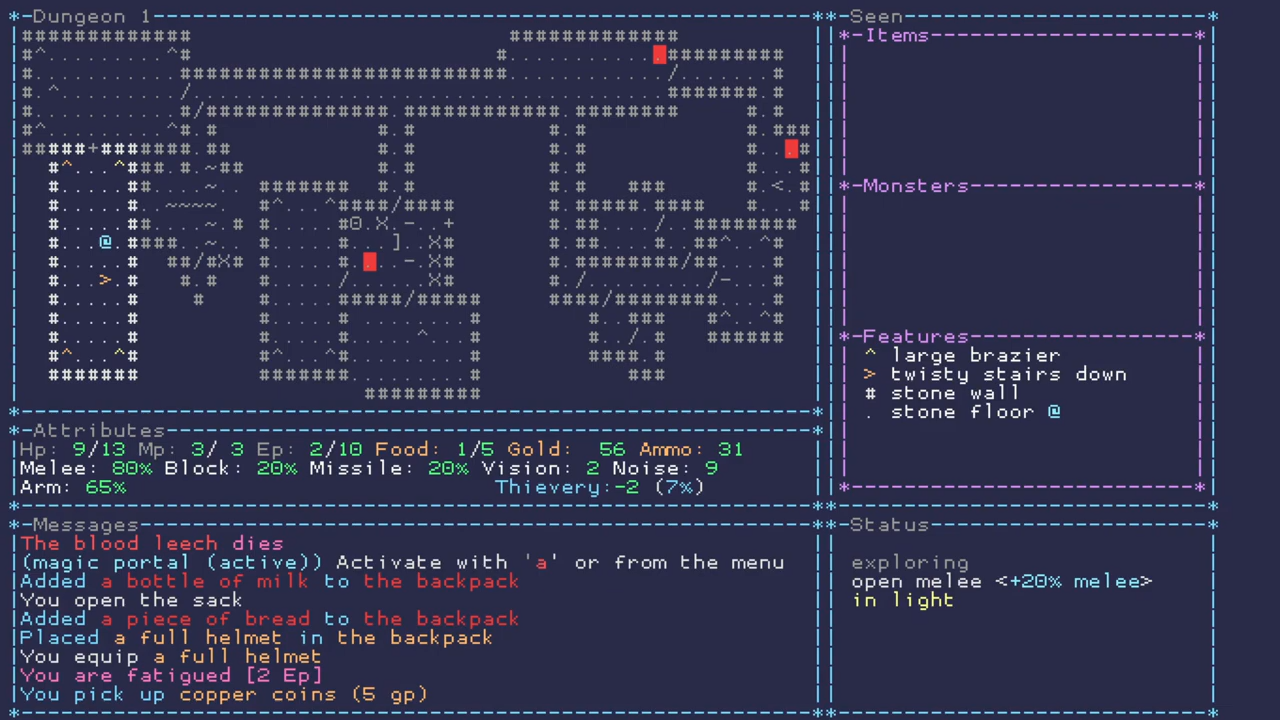 Dungeon 1
Attributes
Hp: 9/13 Mp: 3/ 3 Ep: 2/10 Food: 1/5 Gold: 56 Ammo: 31
Melee: 80% Block: 20% Missile: 20% Vision: 2 Noise: 9
Arm: 65% Thievery:-2 (7%)
Messages
The blood leech dies
(magic portal (active)) Activate with 'a' or from the menu
Added a bottle of milk to the backpack
You open the sack
Added a piece of bread to the backpack
Placed a full helmet in the backpack
You equip a full helmet
You are fatigued [2 Ep]
You pick up copper coins (5 gp)
Seen
Items
Monsters
Features
^ large brazier
> twisty stairs down
# stone wall
. stone floor @
Status
exploring
open melee <+20% melee>
in light